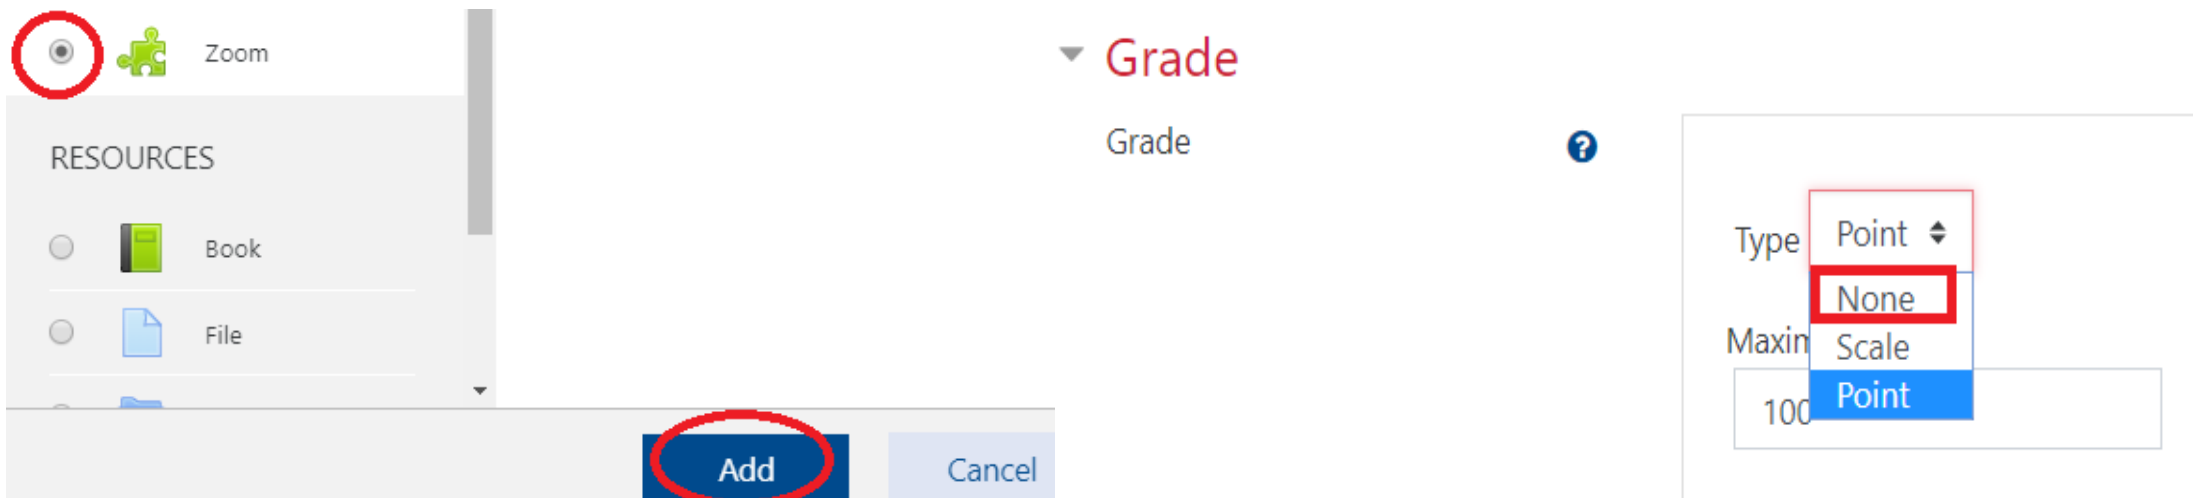 Zoom
RESOURCES
Book
File
Add
Cancel
Grade
Grade
?
Type
Point
None
Scale
Point
Maxim
100